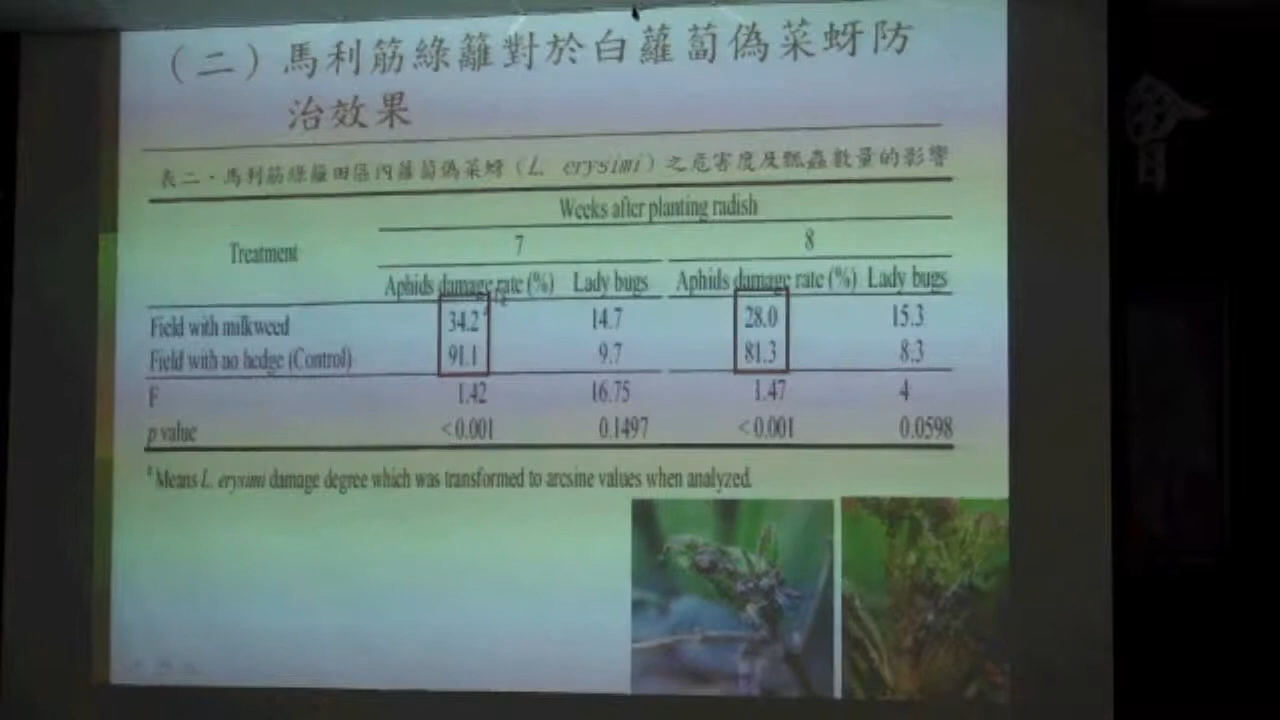 (二)馬利筋綠籬對於白蘿蔔偽菜蚜防
治效果
表二、馬利筋綠籬田區內蘿蔔偽菜蚜(L. erysimi)之危害度及瓢蟲數量的影響
Weeks after planting radish
Treatment 7 8
Aphids damage rate (%) Lady bugs Aphids damage rate (%) Lady bugs
Field with milkweed 34.2 14.7 28.0 15.3
Field with no hedge (Control) 91.1 9.7 81.3 8.3
F 1.42 16.75 1.47 4
p value <0.001 0.1497 <0.001 0.0598
a Means L. erysimi damage degree which was transformed to arcsine values when analyzed.
會